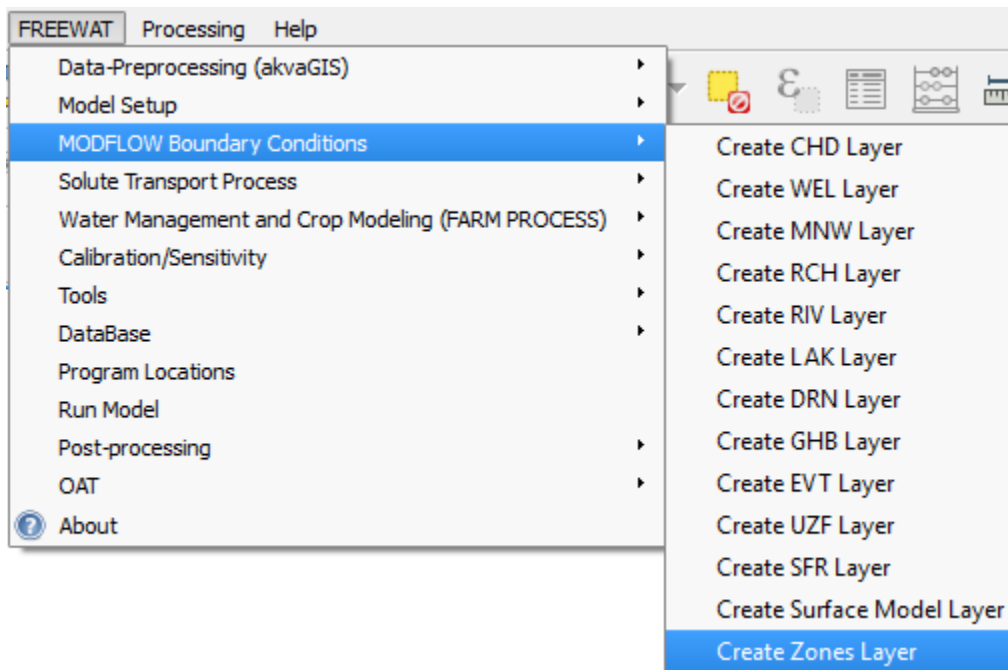 FREEWAT Processing Help
Data-Preprocessing (akvaGIS)
Model Setup
MODFLOW Boundary Conditions
Solute Transport Process
Water Management and Crop Modeling (FARM PROCESS)
Calibration/Sensitivity
Tools
DataBase
Program Locations
Run Model
Post-processing
OAT
About
Create CHD Layer
Create WEL Layer
Create MNW Layer
Create RCH Layer
Create RIV Layer
Create LAK Layer
Create DRN Layer
Create GHB Layer
Create EVT Layer
Create UZF Layer
Create SFR Layer
Create Surface Model Layer
Create Zones Layer